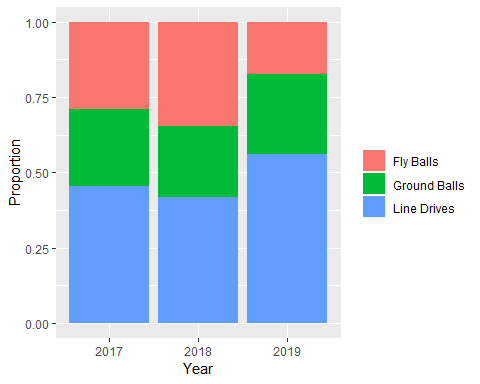 1.00
0.75
0.50
0.25
0.00
Proportion
2017 2018 2019
Year
Fly Balls
Ground Balls
Line Drives